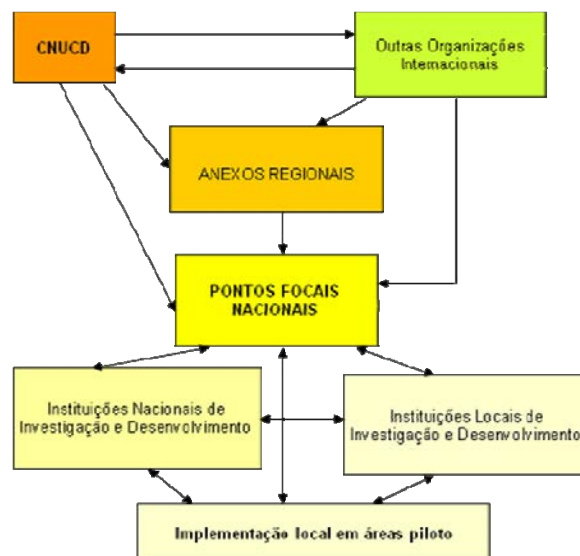 CNUCD
Outras Organizações
Internacionais
ANEXOS REGIONAIS
PONTOS FOCAIS
NACIONAIS
Instituições Nacionais de
Investigação e Desenvolvimento
Instituições Locais de
Investigação e Desenvolvimento
Implementação local em áreas piloto